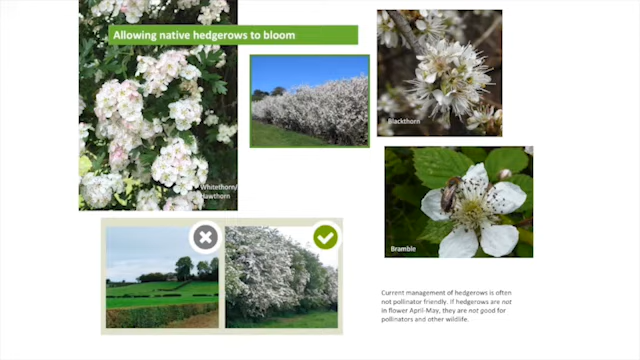 Allowing native hedgerows to bloom
Blackthorn
Whitethorn/
Hawthorn
Bramble
Current management of hedgerows is often
not pollinator friendly. If hedgerows are not
in flower April-May, they are not good for
pollinators and other wildlife.